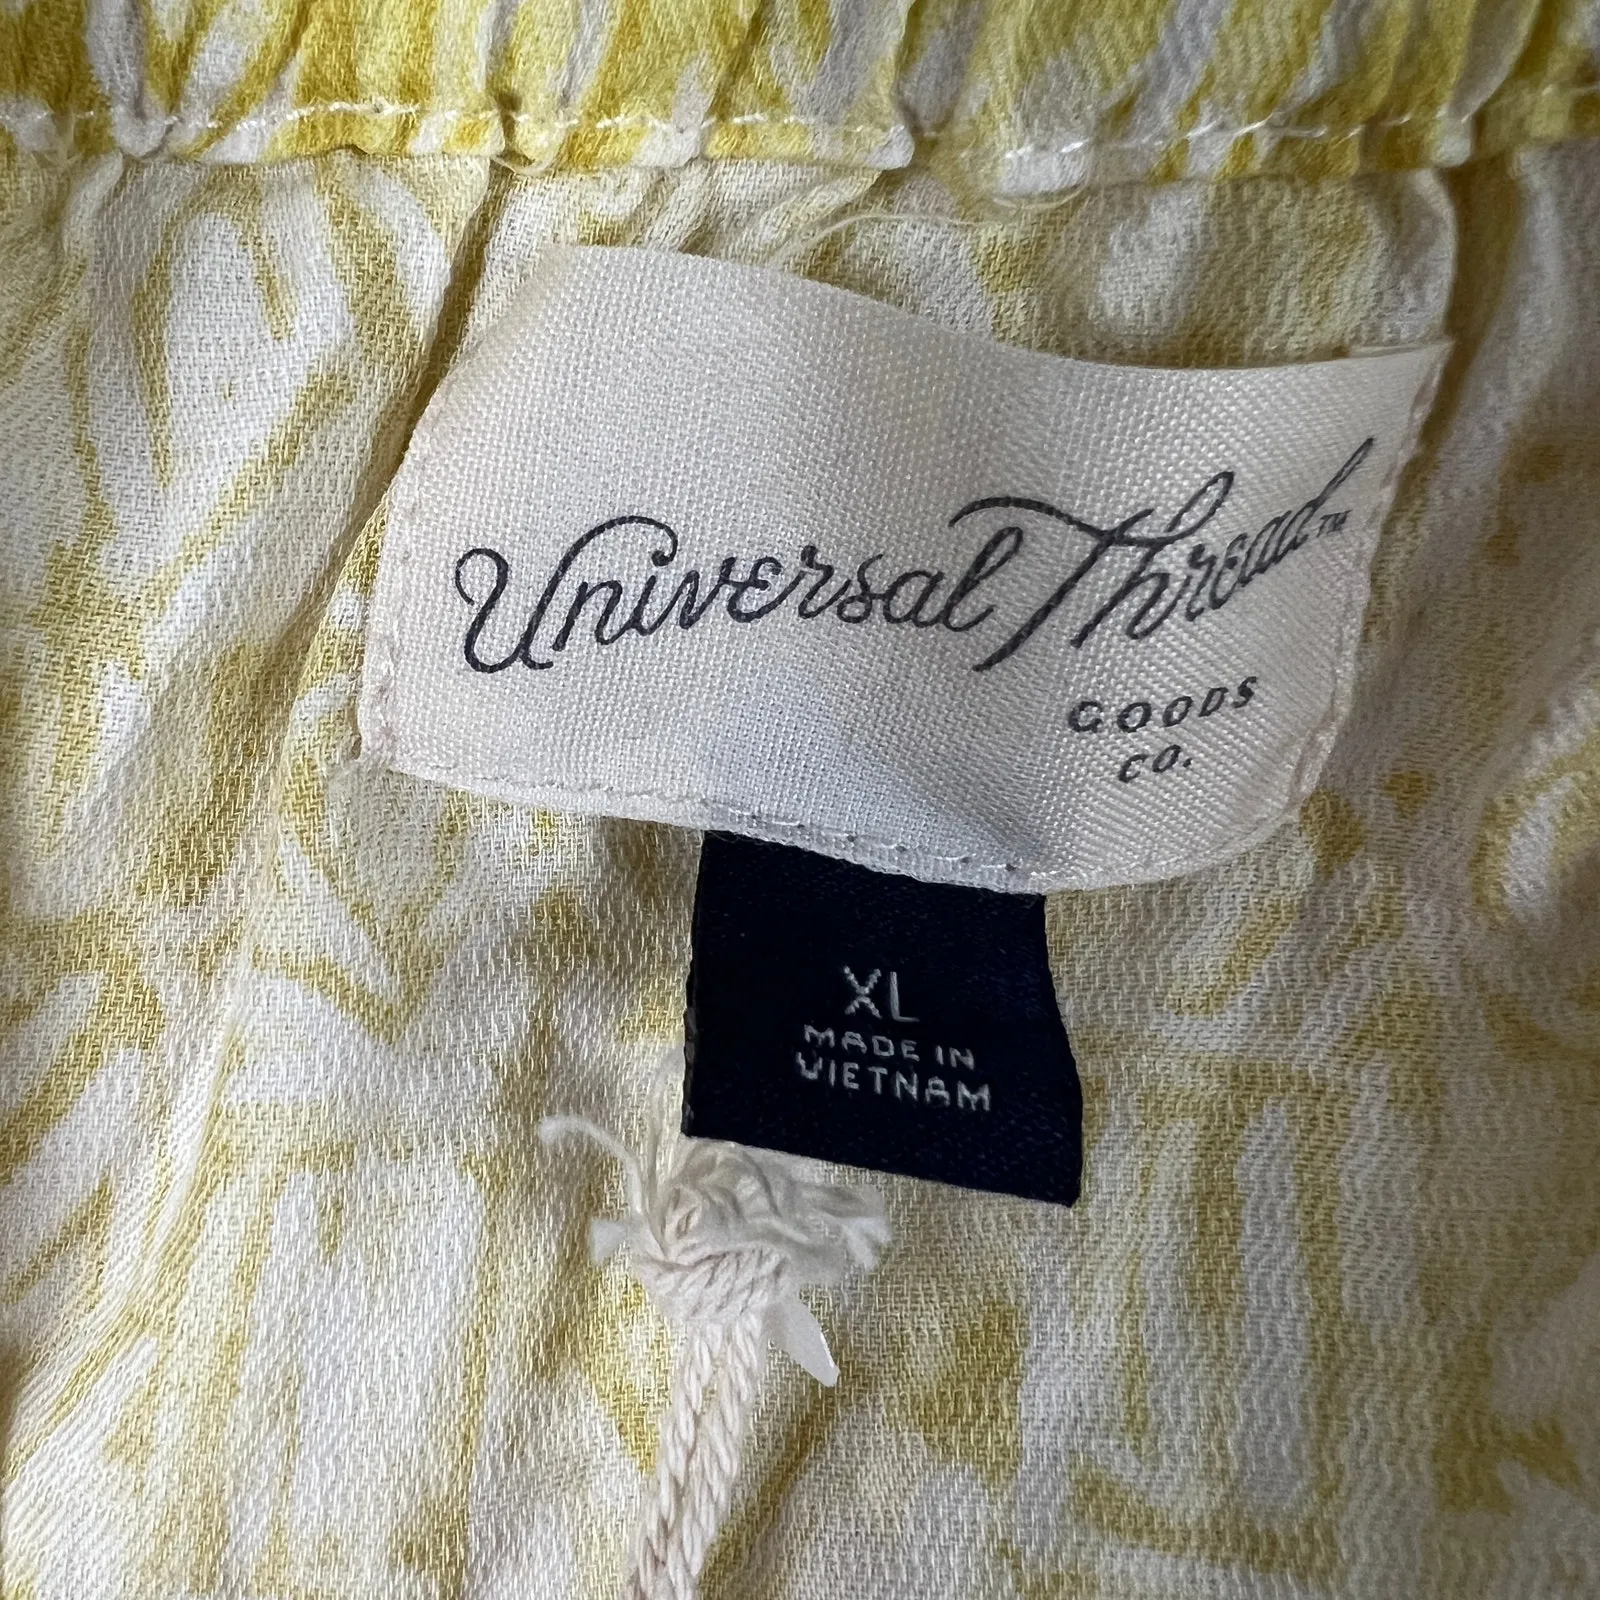 Universal Thread™
GOODS
CO.
XL
MADE IN
VIETNAM